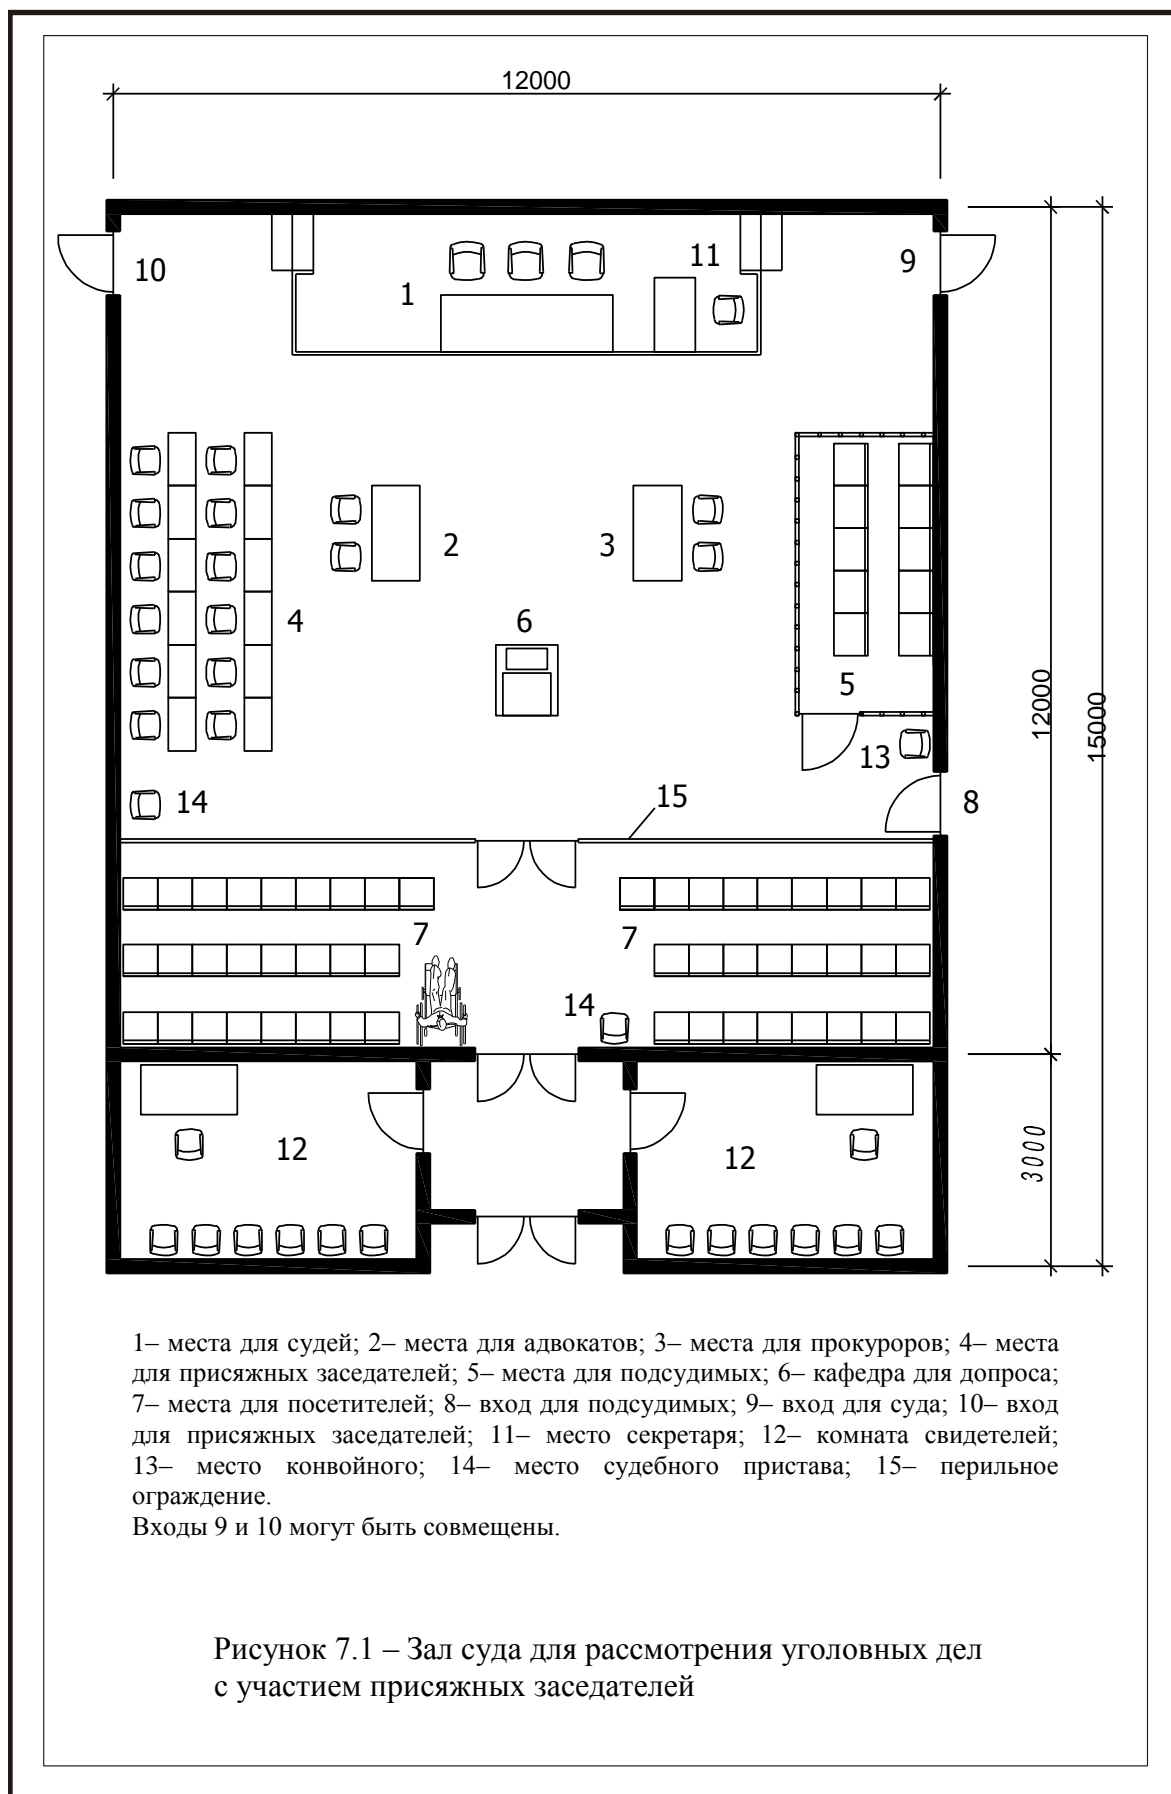 12000
10
1
11
9
2
3
4
6
5
12000
15000
13
14
15
8
7
7
14
12
12
3000
1– места для судей; 2– места для адвокатов; 3– места для прокуроров; 4– места
для присяжных заседателей; 5– места для подсудимых; 6– кафедра для допроса;
7– места для посетителей; 8– вход для подсудимых; 9– вход для суда; 10– вход
для присяжных заседателей; 11– место секретаря; 12– комната свидетелей;
13– место конвойного; 14– место судебного пристава; 15– перильное
ограждение.
Входы 9 и 10 могут быть совмещены.
Рисунок 7.1 – Зал суда для рассмотрения уголовных дел
с участием присяжных заседателей